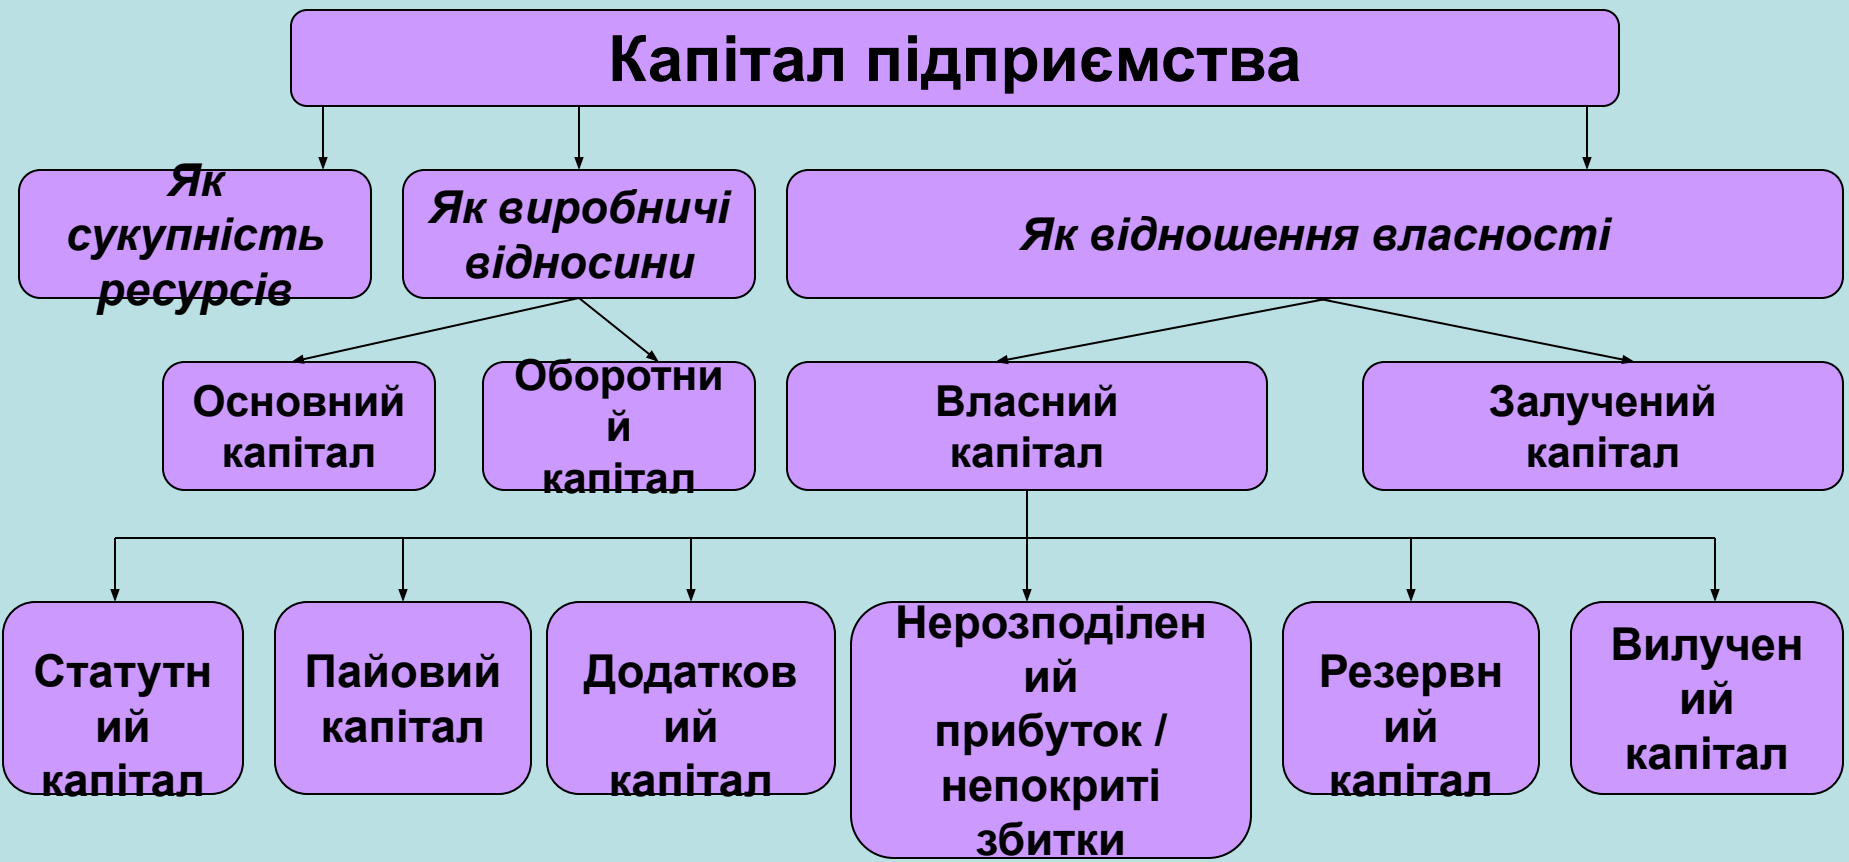 Капітал підприємства
Як
сукупність
ресурсів
Як виробничі
відносини
Як відношення власності
Основний
капітал
Оборотни
й
капітал
Власний
капітал
Залучений
капітал
Статутн
ий
капітал
Пайовий
капітал
Додатков
ий
капітал
Нерозподілен
ий
прибуток /
непокриті
збитки
Резервн
ий
капітал
Вилучен
ий
капітал